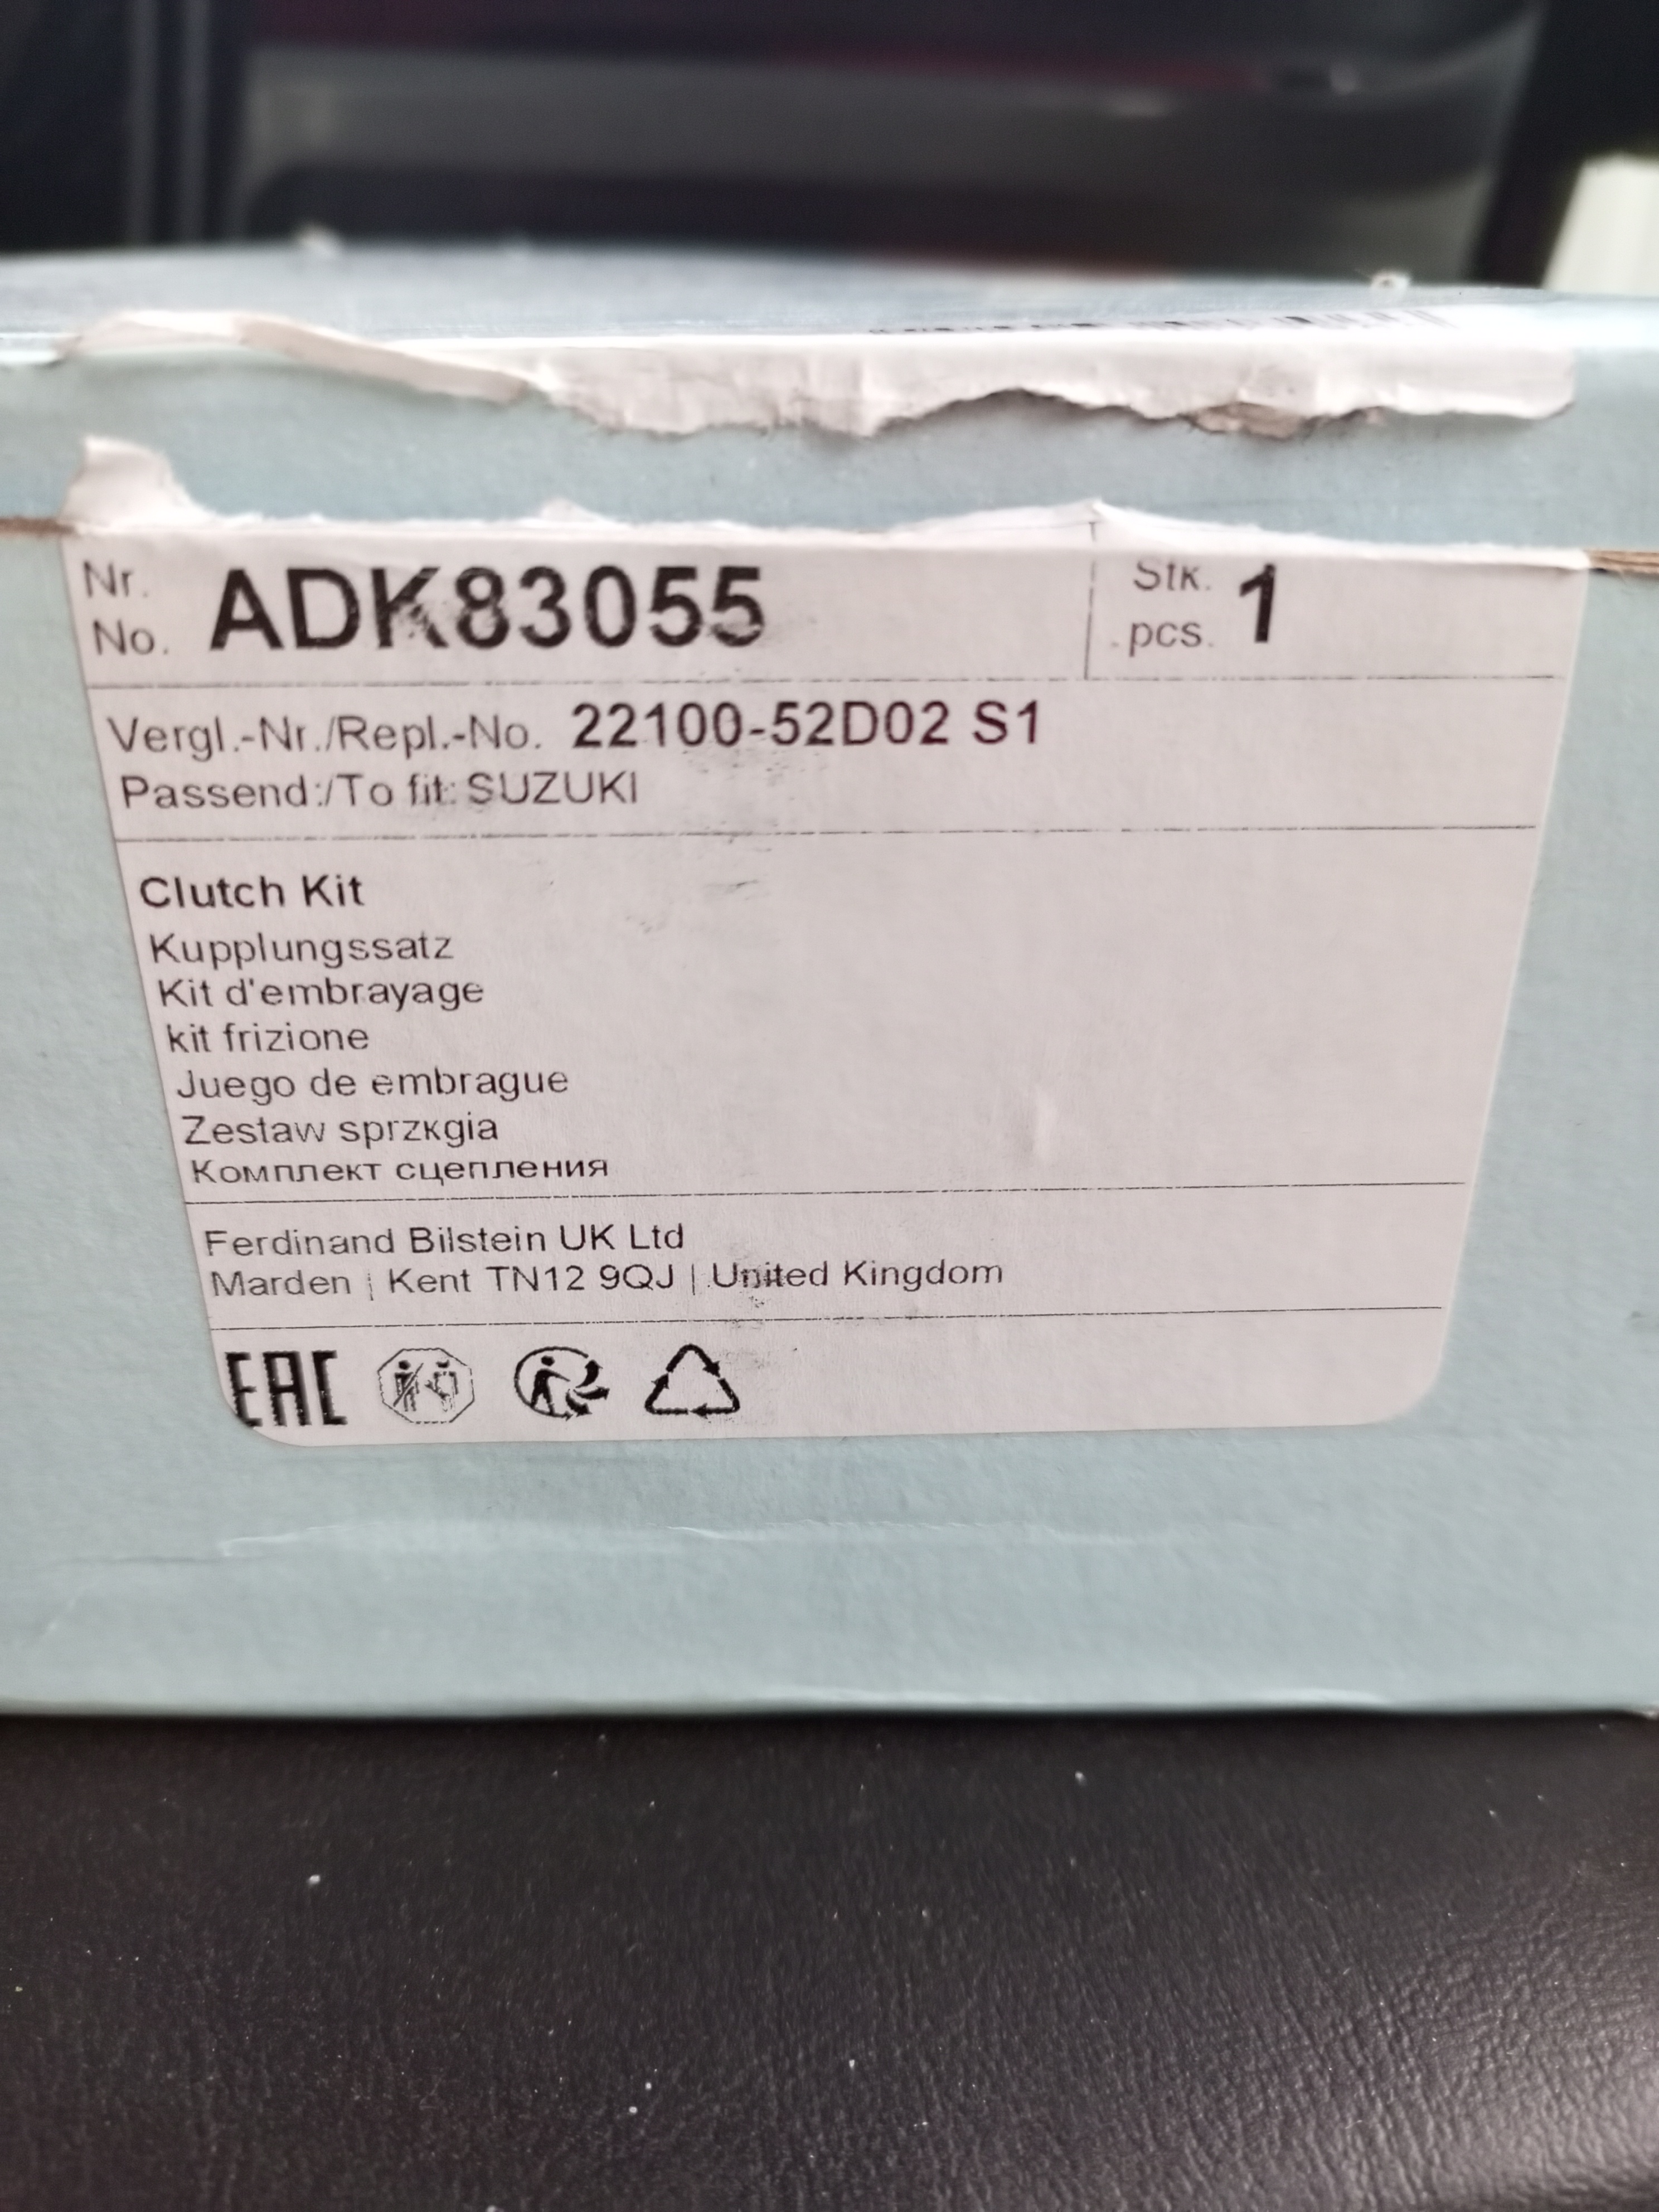 Nr. ADK83055 Stk. 1
No. pcs.
Vergl.-Nr./Repl.-No. 22100-52D02 S1
Passend:/To fit: SUZUKI
Clutch Kit
Kupplungssatz
Kit d'embrayage
kit frizione
Juego de embrague
Zestaw sprzкgia
Комплект сцепления
Ferdinand Bilstein UK Ltd
Marden | Kent TN12 9QJ | United Kingdom
EAC